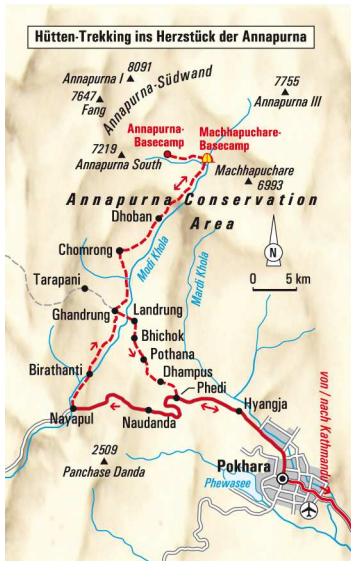 Hütten-Trekking ins Herzstück der Annapurna
8091
Annapurna I
7647
Fang
Annapurna-Südwand
7755
Annapurna III
Annapurna-
Basecamp
Machhapuchare-
Basecamp
7219
Annapurna South
Machhapuchare
6993
Annapurna Conservation
Area
Dhoban
Chomrong
Modi Khola
Mardi Khola
N
0 5 km
Tarapani
Ghandrung
Landrung
Bhichok
Pothana
Birathanti
Dhampus
Phedi
Hyangja
Nayapul
Naudanda
von / nach Kathmandu
2509
Panchase Danda
Pokhara
Phewasee